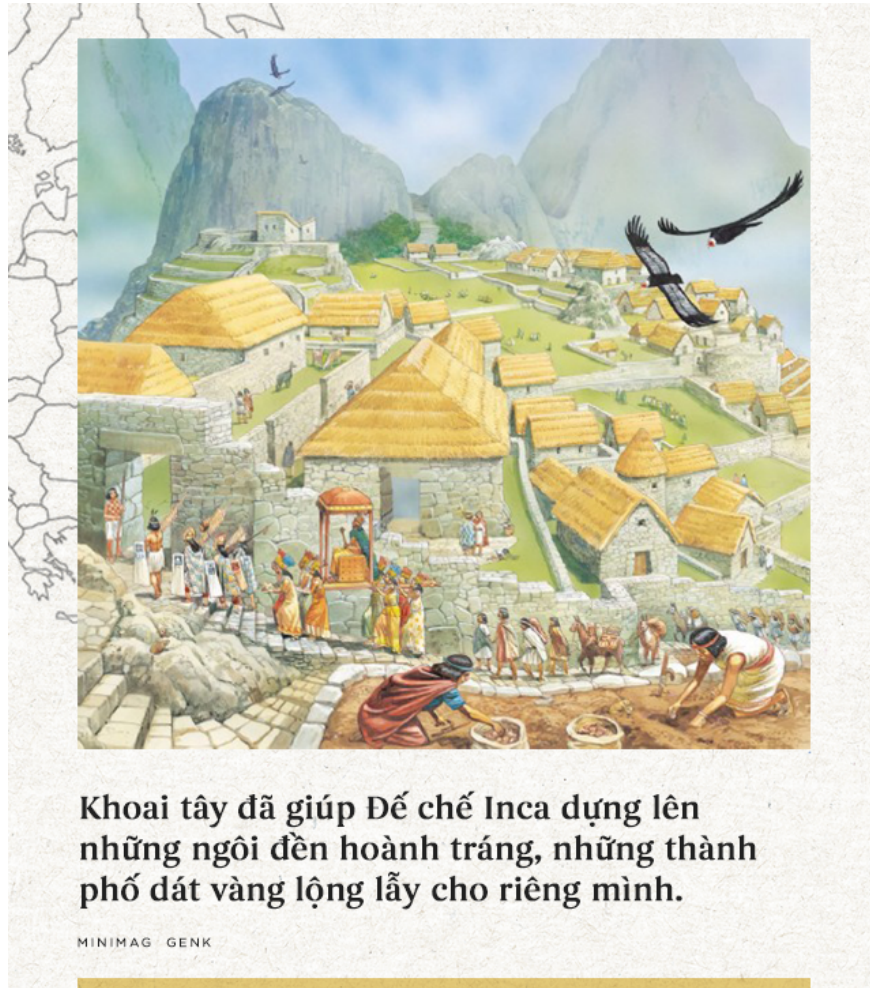 Khoai tây đã giúp Đế chế Inca dựng lên
những ngôi đền hoành tráng, những thành
phố dát vàng lộng lẫy cho riêng mình.
MINIMAG GENK